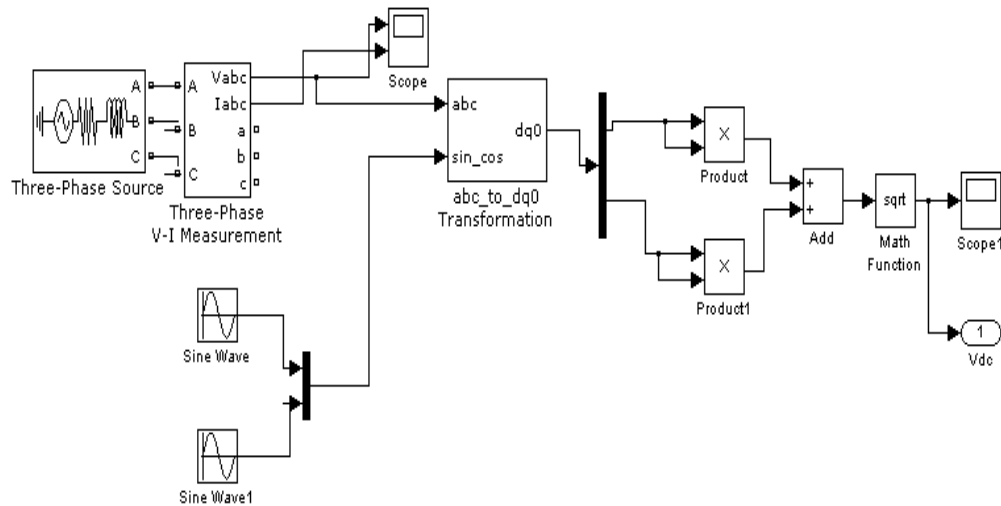 A
B
C
Three-Phase Source
A
B
C
Vabc
Iabc
a
b
c
Three-Phase
V-I Measurement
Scope
abc
sin_cos
dq0
abc_to_dq0
Transformation
X
Product
X
Product1
+
+
Add
sqrt
Math
Function
Scope1
1
Vdc
Sine Wave
Sine Wave1